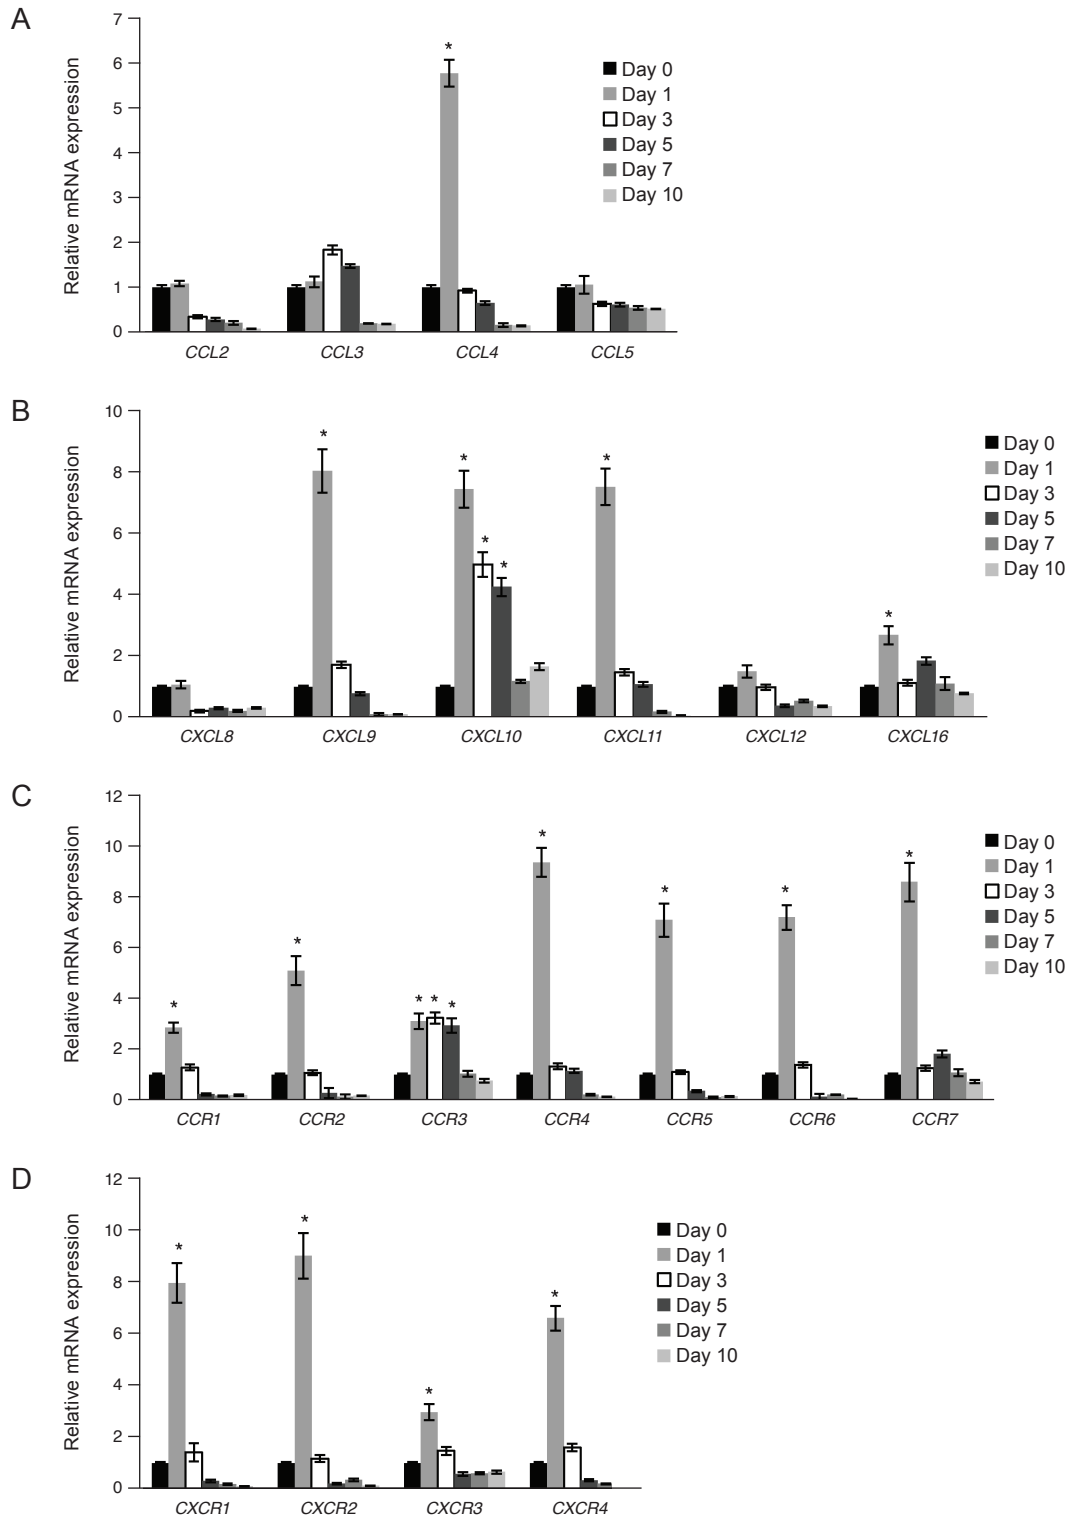 A
Relative mRNA expression
7
6
5
4
3
2
1
0
*
Day 0
Day 1
Day 3
Day 5
Day 7
Day 10
CCL2 CCL3 CCL4 CCL5
B
Relative mRNA expression
10
8
6
4
2
0
* * * * * *
Day 0
Day 1
Day 3
Day 5
Day 7
Day 10
CXCL8 CXCL9 CXCL10 CXCL11 CXCL12 CXCL16
C
Relative mRNA expression
12
10
8
6
4
2
0
* * * * * * * * *
Day 0
Day 1
Day 3
Day 5
Day 7
Day 10
CCR1 CCR2 CCR3 CCR4 CCR5 CCR6 CCR7
D
Relative mRNA expression
12
10
8
6
4
2
0
* * * *
Day 0
Day 1
Day 3
Day 5
Day 7
Day 10
CXCR1 CXCR2 CXCR3 CXCR4